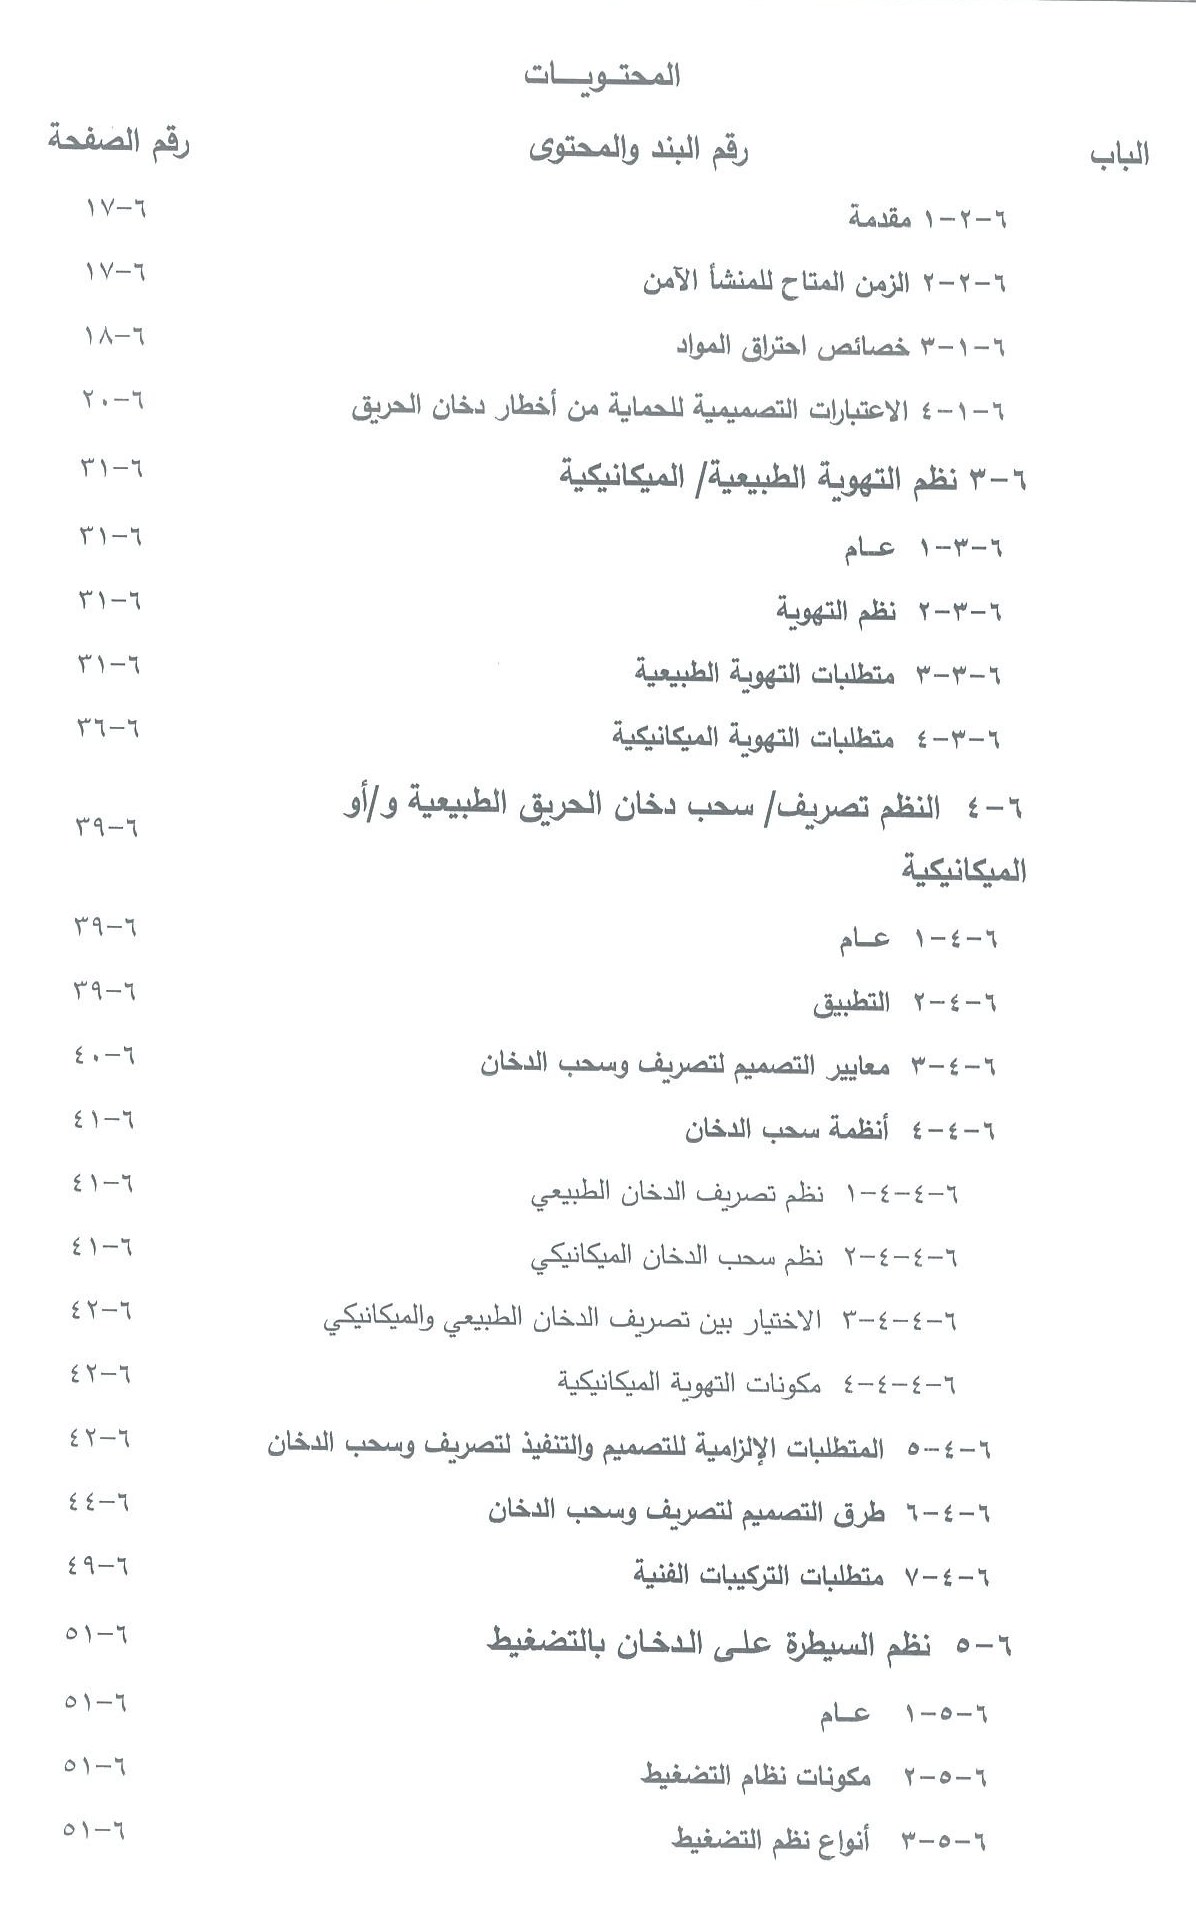 المحتويـــات
الباب رقم البند والمحتوى رقم الصفحة
٦-٢-١ مقدمة ٦-١٧
٦-٢-٢ الزمن المتاح للمنشأ الآمن ٦-١٧
٦-١-٣ خصائص احتراق المواد ٦-١٨
٦-١-٤ الاعتبارات التصميمية للحماية من أخطار دخان الحريق ٦-٢٠
٦-٣ نظم التهوية الطبيعية/ الميكانيكية ٦-٣١
٦-٣-١ عـام ٦-٣١
٦-٣-٢ نظم التهوية ٦-٣١
٦-٣-٣ متطلبات التهوية الطبيعية ٦-٣١
٦-٣-٤ متطلبات التهوية الميكانيكية ٦-٣٦
٦-٤ النظم تصريف/ سحب دخان الحريق الطبيعية و/أو ٦-٣٩
الميكانيكية
٦-٤-١ عـام ٦-٣٩
٦-٤-٢ التطبيق ٦-٣٩
٦-٤-٣ معايير التصميم لتصريف وسحب الدخان ٦-٤٠
٦-٤-٤ أنظمة سحب الدخان ٦-٤١
٦-٤-٤-١ نظم تصريف الدخان الطبيعي ٦-٤١
٦-٤-٤-٢ نظم سحب الدخان الميكانيكي ٦-٤١
٦-٤-٤-٣ الاختيار بين تصريف الدخان الطبيعي والميكانيكي ٦-٤٢
٦-٤-٤-٤ مكونات التهوية الميكانيكية ٦-٤٢
٦-٤-٥ المتطلبات الإلزامية للتصميم والتنفيذ لتصريف وسحب الدخان ٦-٤٢
٦-٤-٦ طرق التصميم لتصريف وسحب الدخان ٦-٤٤
٦-٤-٧ متطلبات التركيبات الفنية ٦-٤٩
٦-٥ نظم السيطرة على الدخان بالتضغيط ٦-٥١
٦-٥-١ عـام ٦-٥١
٦-٥-٢ مكونات نظام التضغيط ٦-٥١
٦-٥-٣ أنواع نظم التضغيط ٦-٥١